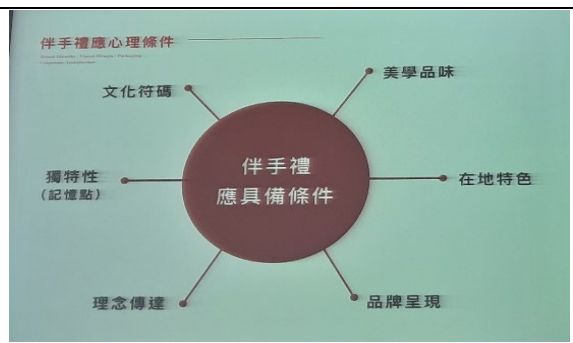 伴手禮應心理條件
文化符碼
美學品味
伴手禮
應具備條件
獨特性
(記憶點)
在地特色
理念傳達
品牌呈現